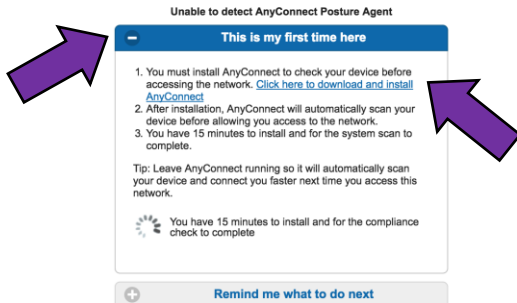 Unable to detect AnyConnect Posture Agent
This is my first time here
1. You must install AnyConnect to check your device before
accessing the network. Click here to download and install
AnyConnect
2. After installation, AnyConnect will automatically scan your
device before allowing you access to the network.
3. You have 15 minutes to install and for the system scan to
complete.
Tip: Leave AnyConnect running so it will automatically scan
your device and connect you faster next time you access this
network.
You have 15 minutes to install and for the compliance
check to complete
Remind me what to do next